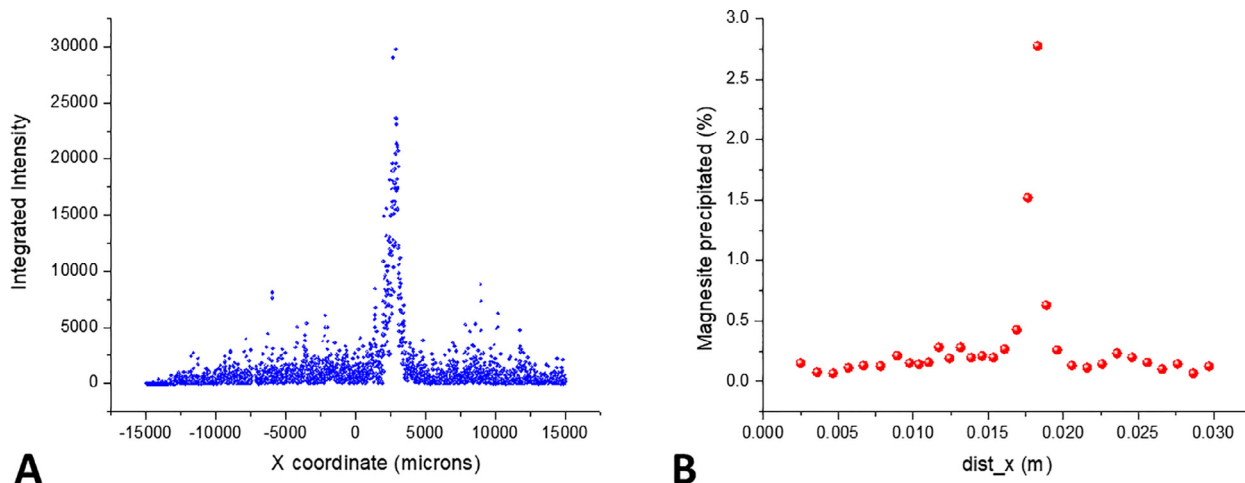 30000
25000
20000
15000
10000
5000
0
Integrated Intensity
-15000 -10000 -5000 0 5000 10000 15000
X coordinate (microns)
A
3.0
2.5
2.0
1.5
1.0
0.5
0.0
Magnesite precipitated (%)
0.000 0.005 0.010 0.015 0.020 0.025 0.030
dist_x (m)
B